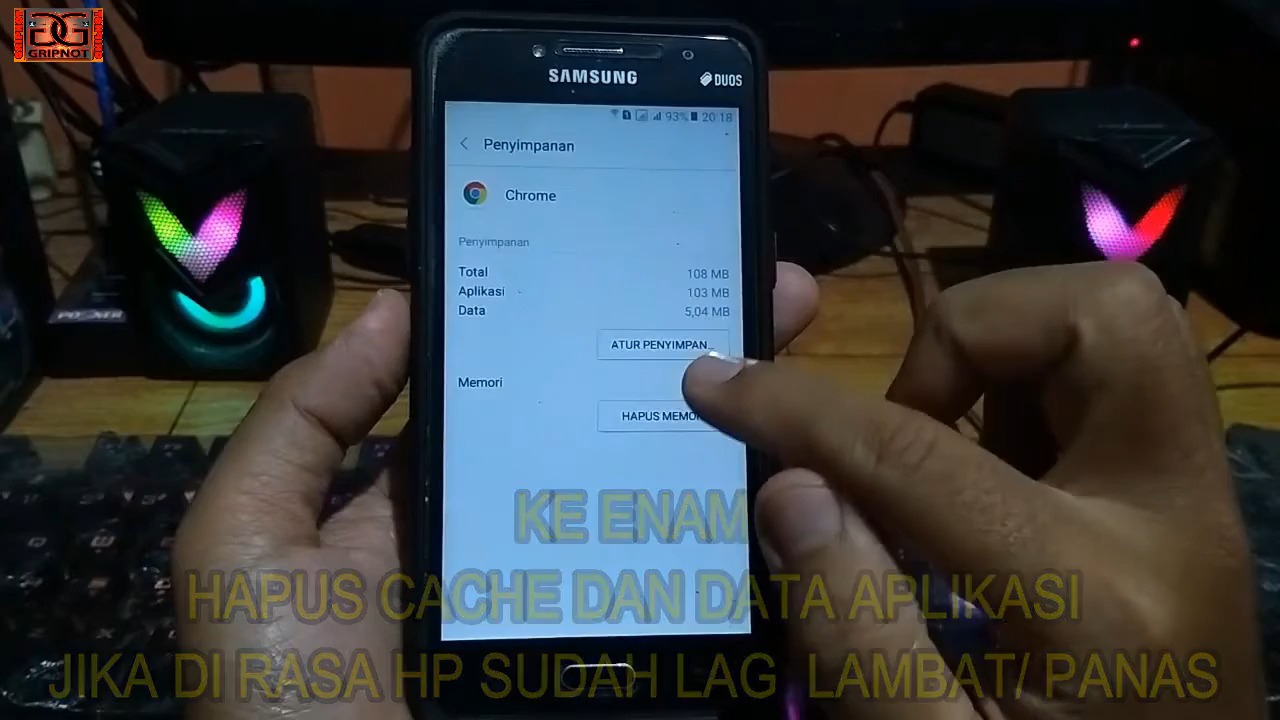 GRIPNOT
SAMSUNG
DUOS
93% 20:18
Penyimpanan
Chrome
Penyimpanan
Total 108 MB
Aplikasi 103 MB
Data 5,04 MB
ATUR PENYIMPAN...
Memori
HAPUS MEMO
KE ENAM
HAPUS CACHE DAN DATA APLIKASI
JIKA DI RASA HP SUDAH LAG LAMBAT/ PANAS